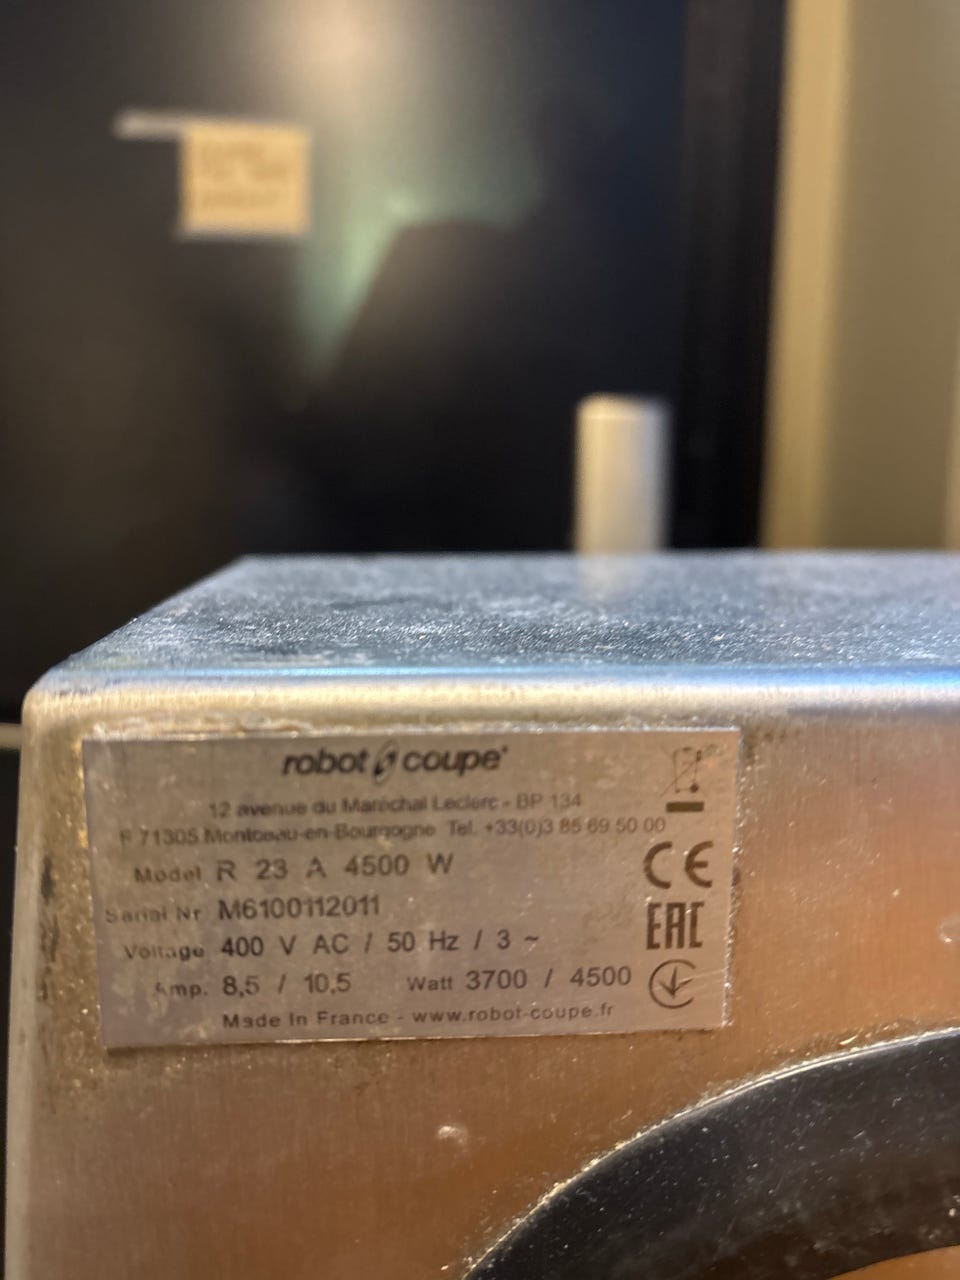 robot coupe®
12 avenue du Maréchal Leclerc - BP 134
F 71305 Montceau-en-Bourgogne Tel. +33(0)3 85 69 50 00
Model R 23 A 4500 W
Serial Nr M6100112011
Voltage 400 V AC / 50 Hz / 3 ~
Amp. 8,5 / 10,5 Watt 3700 / 4500
Made In France - www.robot-coupe.fr
CE
EAC